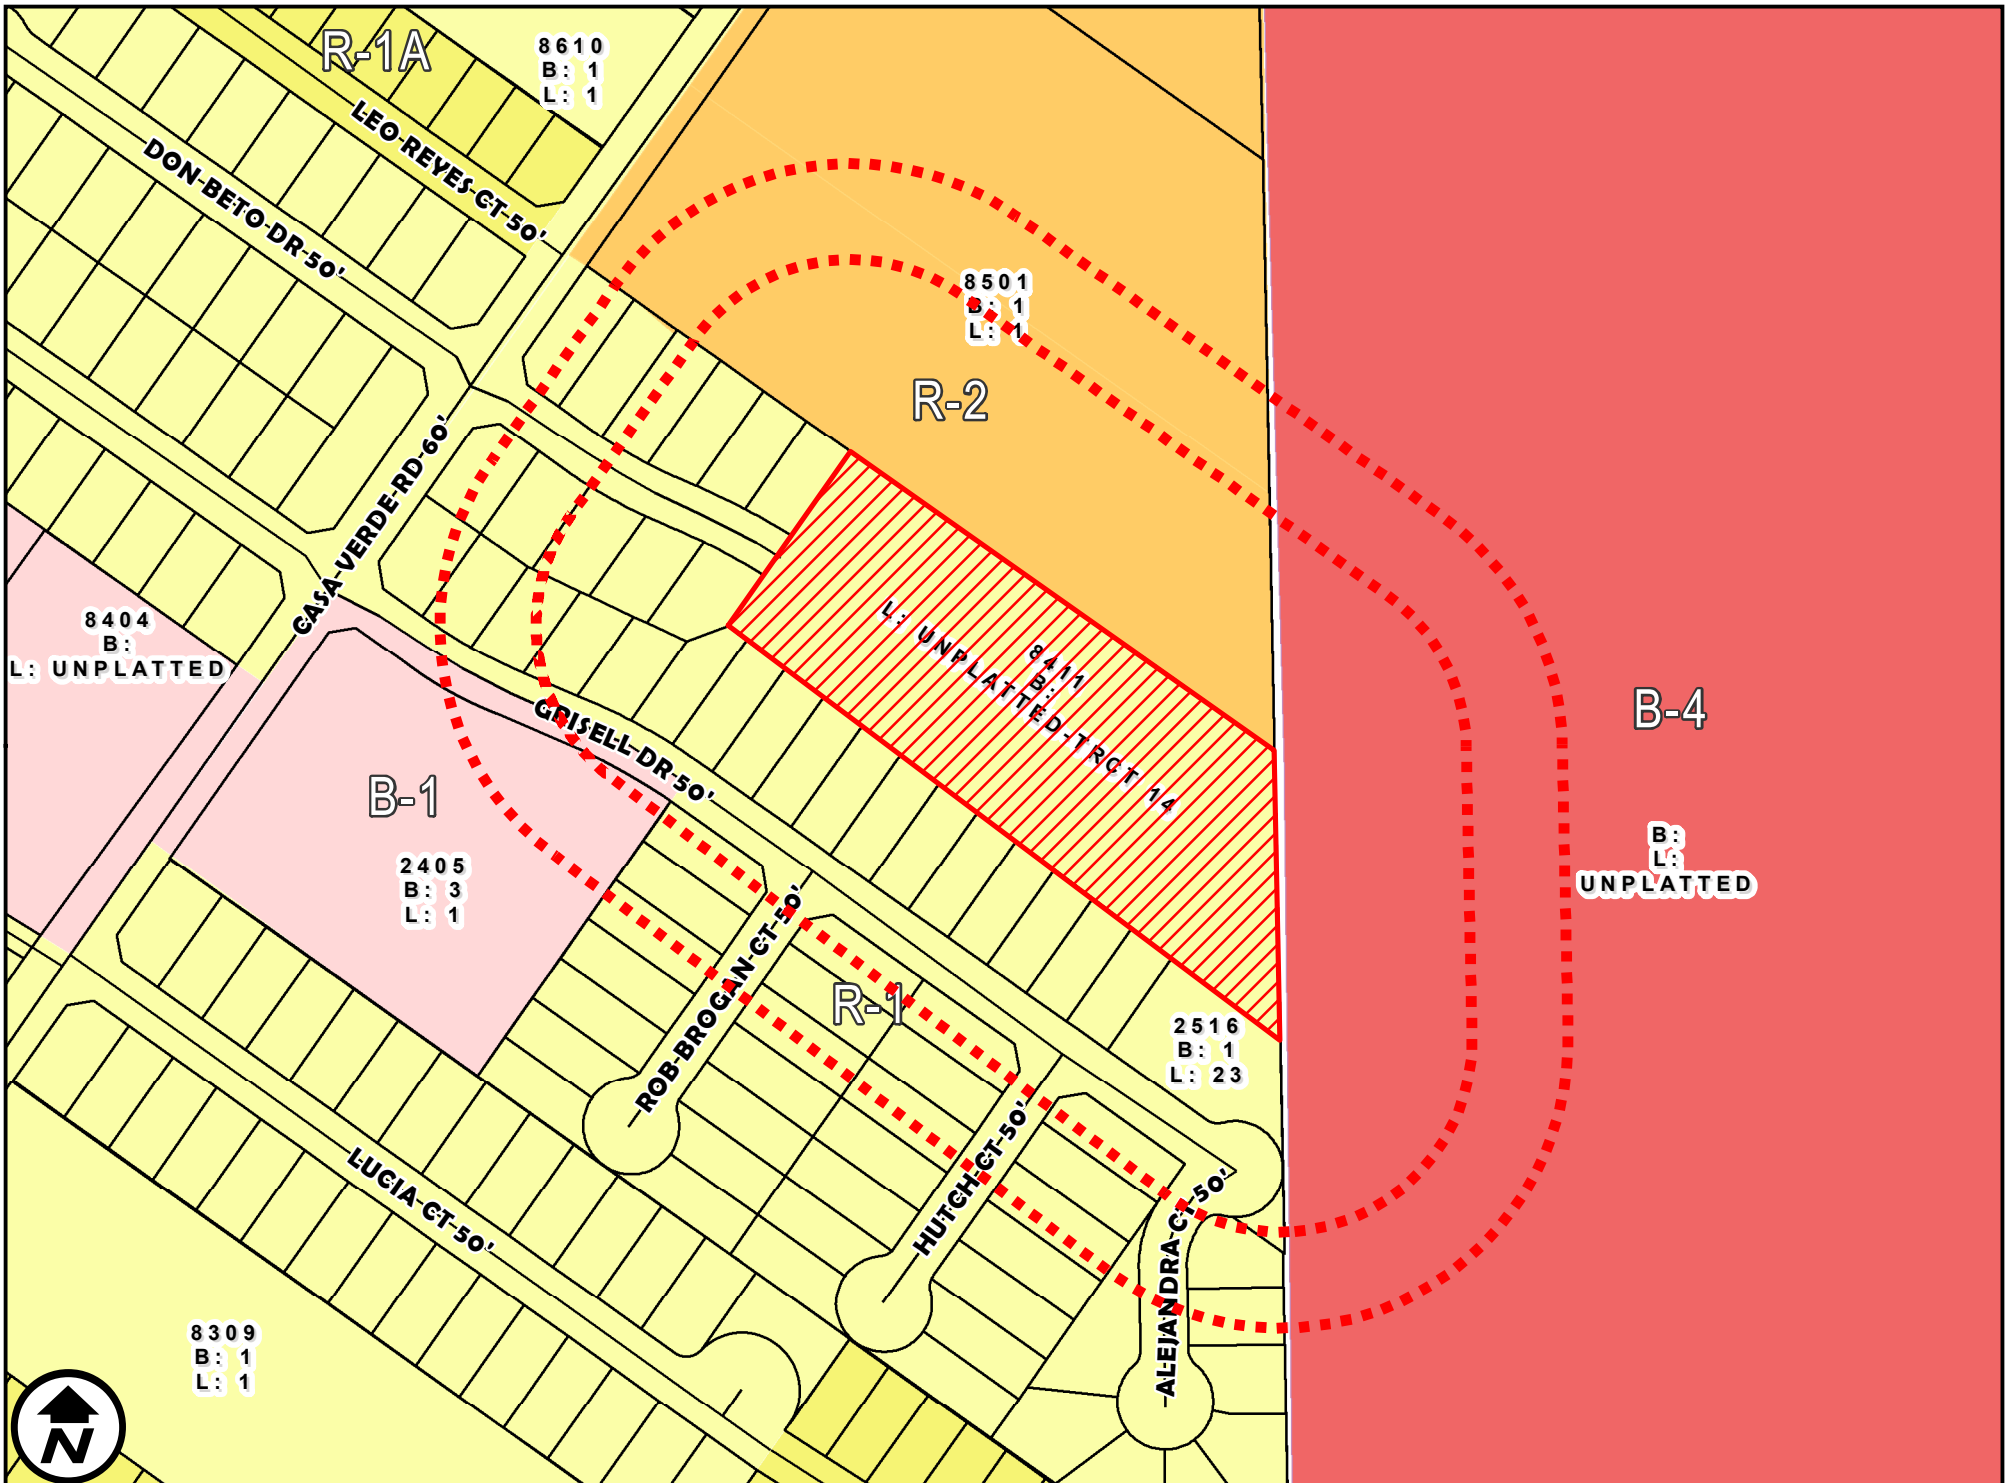 R-1A
8610
B: 1
L: 1
LEO REYES CT 50'
DON BETO DR 50'
8501
B: 1
L: 1
R-2
CASA VERDE RD 60'
8404
B:
L: UNPLATTED
8411
B:
L: UNPLATTED-TRCT 14
GRISELL DR 50'
B-4
B:
L:
UNPLATTED
B-1
2405
B: 3
L: 1
ROB BROGAN CT 50'
R-1
2516
B: 1
L: 23
HUTCH CT 50'
ALEJANDRA CT 50'
LUCIA CT 50'
8309
B: 1
L: 1
N